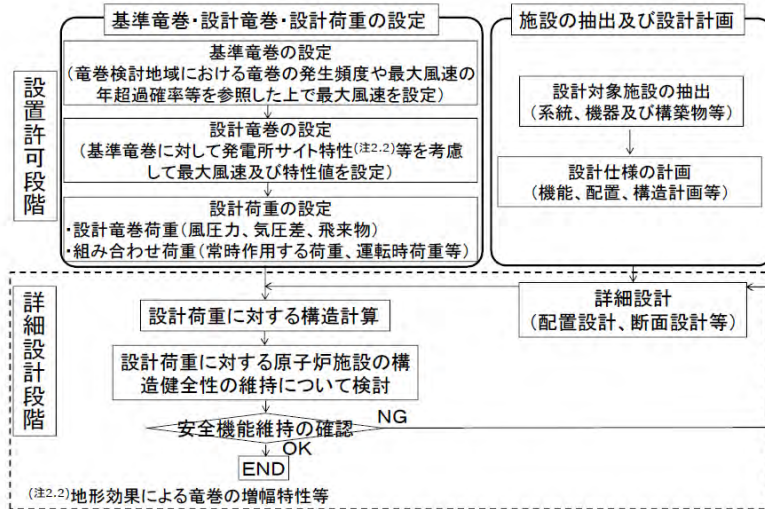 基準竜巻・設計竜巻・設計荷重の設定
基準竜巻の設定
(竜巻検討地域における竜巻の発生頻度や最大風速の
年超過確率等を参照した上で最大風速を設定)
設計竜巻の設定
(基準竜巻に対して発電所サイト特性(注2.2)等を考慮
して最大風速及び特性値を設定)
設計荷重の設定
・設計竜巻荷重(風圧力、気圧差、飛来物)
・組み合わせ荷重(常時作用する荷重、運転時荷重等)
設置許可段階
施設の抽出及び設計計画
設計対象施設の抽出
(系統、機器及び構築物等)
設計仕様の計画
(機能、配置、構造計画等)
詳細設計段階
設計荷重に対する構造計算
詳細設計
(配置設計、断面設計等)
設計荷重に対する原子炉施設の構
造健全性の維持について検討
安全機能維持の確認
NG
OK
END
(注2.2)地形効果による竜巻の増幅特性等